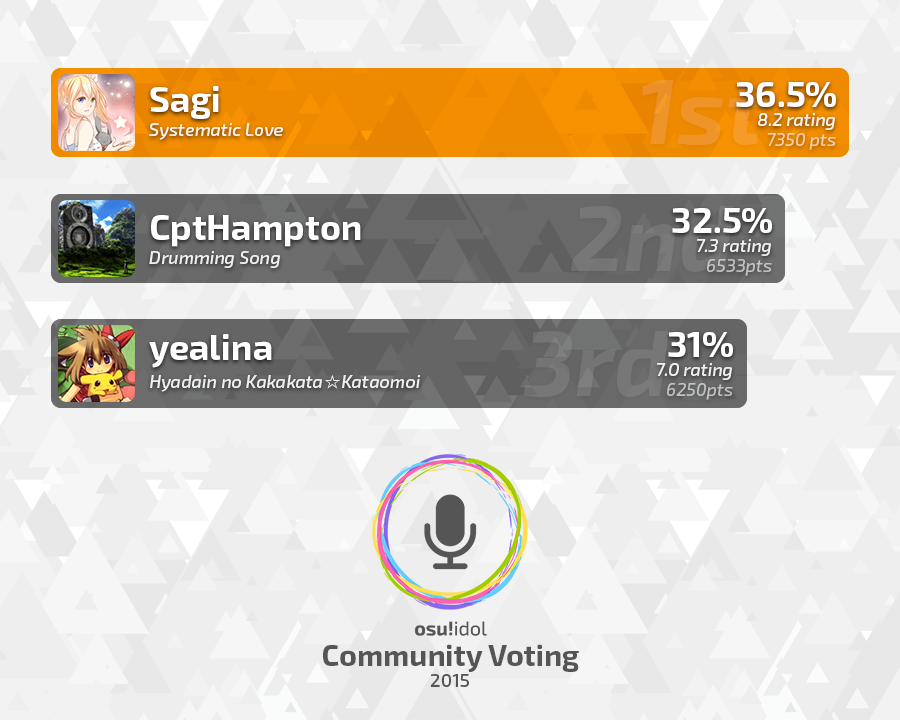 Sagi
Systematic Love
1st
36.5%
8.2 rating
7350 pts
CptHampton
Drumming Song
2nd
32.5%
7.3 rating
6533pts
yealina
Hyadain no Kakakata☆Kataomoi
3rd
31%
7.0 rating
6250pts
osu!idol
Community Voting
2015